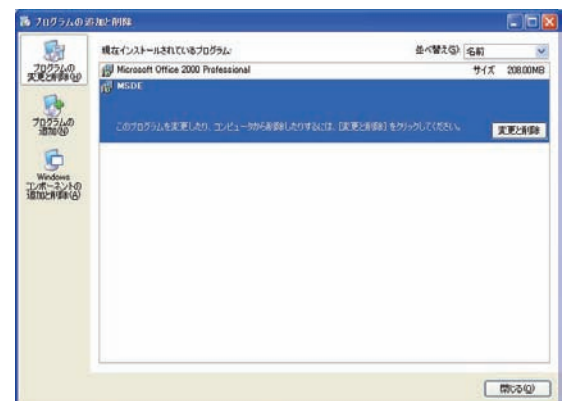 プログラムの追加と削除
プログラムの
変更と削除(H)
プログラムの
追加(N)
Windows
コンポーネントの
追加と削除(A)
現在インストールされているプログラム:
並べ替え(S): 名前
Microsoft Office 2000 Professional
サイズ 208.00MB
MSDE
このプログラムを変更したり、コンピュータから削除したりするには、[変更と削除] をクリックしてください。
変更と削除
閉じる(O)